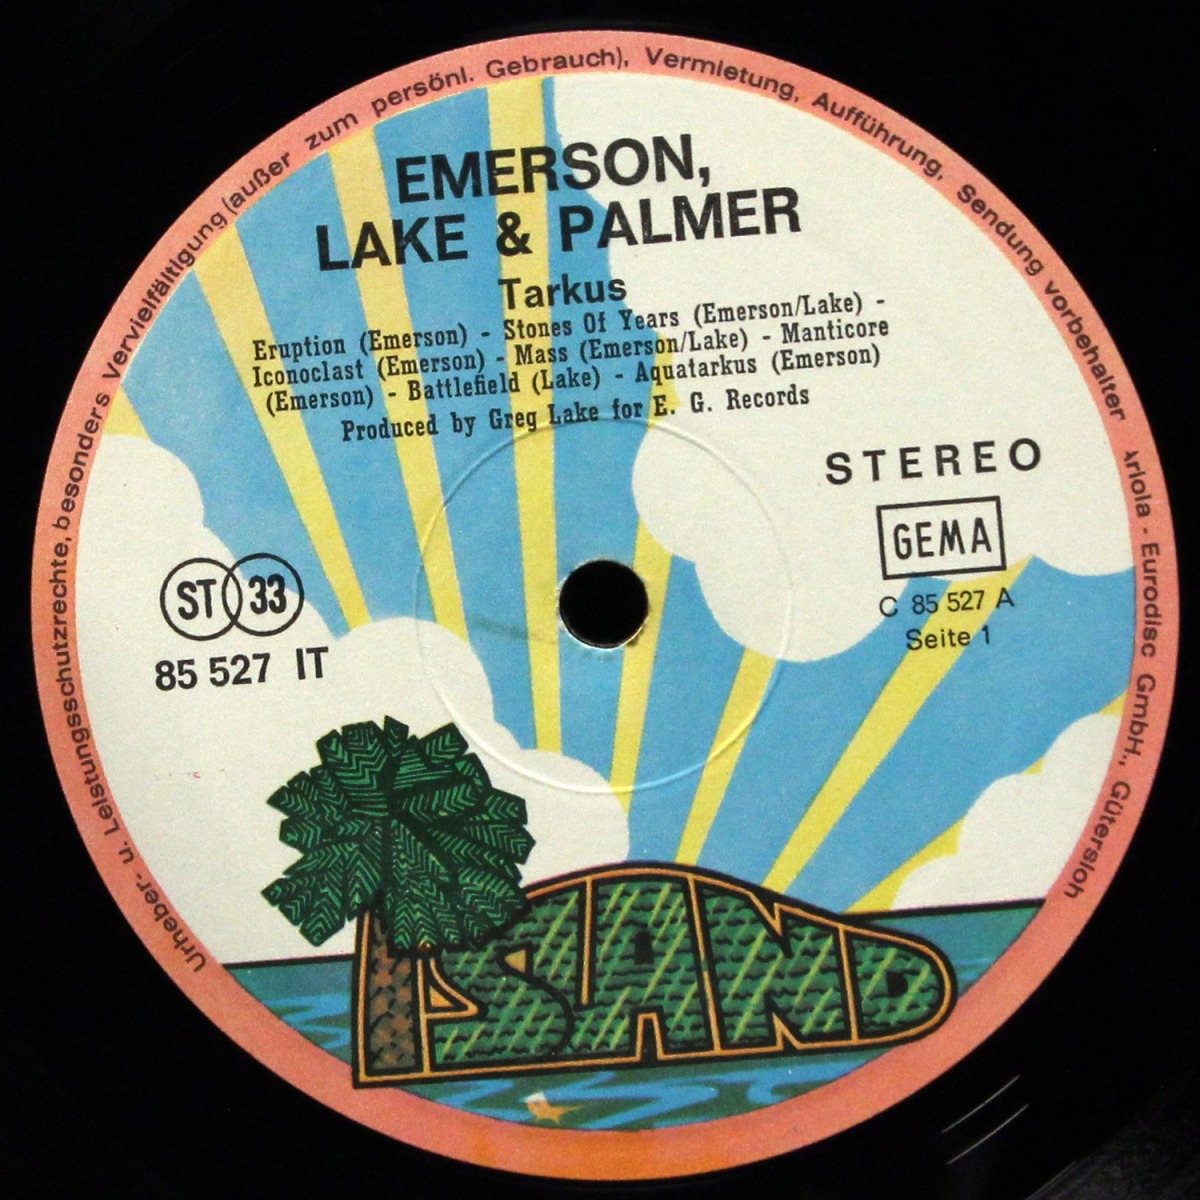 Urheber- u. Leistungsschutzrechte, besonders Vervielfältigung (außer zum persönl. Gebrauch), Vermietung, Aufführung, Sendung vorbehalten Ariola - Eurodisc GmbH., Gütersloh
EMERSON,
LAKE & PALMER
Tarkus
Eruption (Emerson) - Stones Of Years (Emerson/Lake) -
Iconoclast (Emerson) - Mass (Emerson/Lake) - Manticore
(Emerson) - Battlefield (Lake) - Aquatarkus (Emerson)
Produced by Greg Lake for E. G. Records
STEREO
GEMA
C 85 527 A
Seite 1
ST 33
85 527 IT
ISLAND